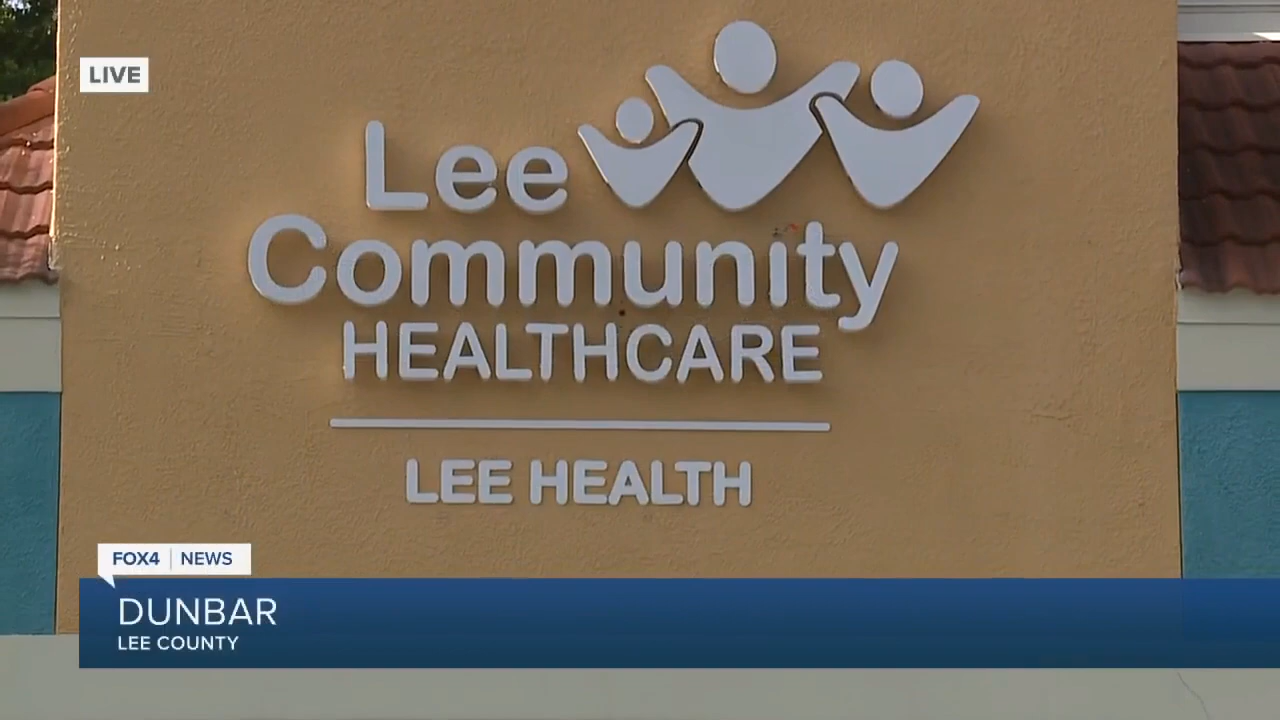 LIVE
Lee
Community
HEALTHCARE
LEE HEALTH
FOX4 | NEWS
DUNBAR
LEE COUNTY